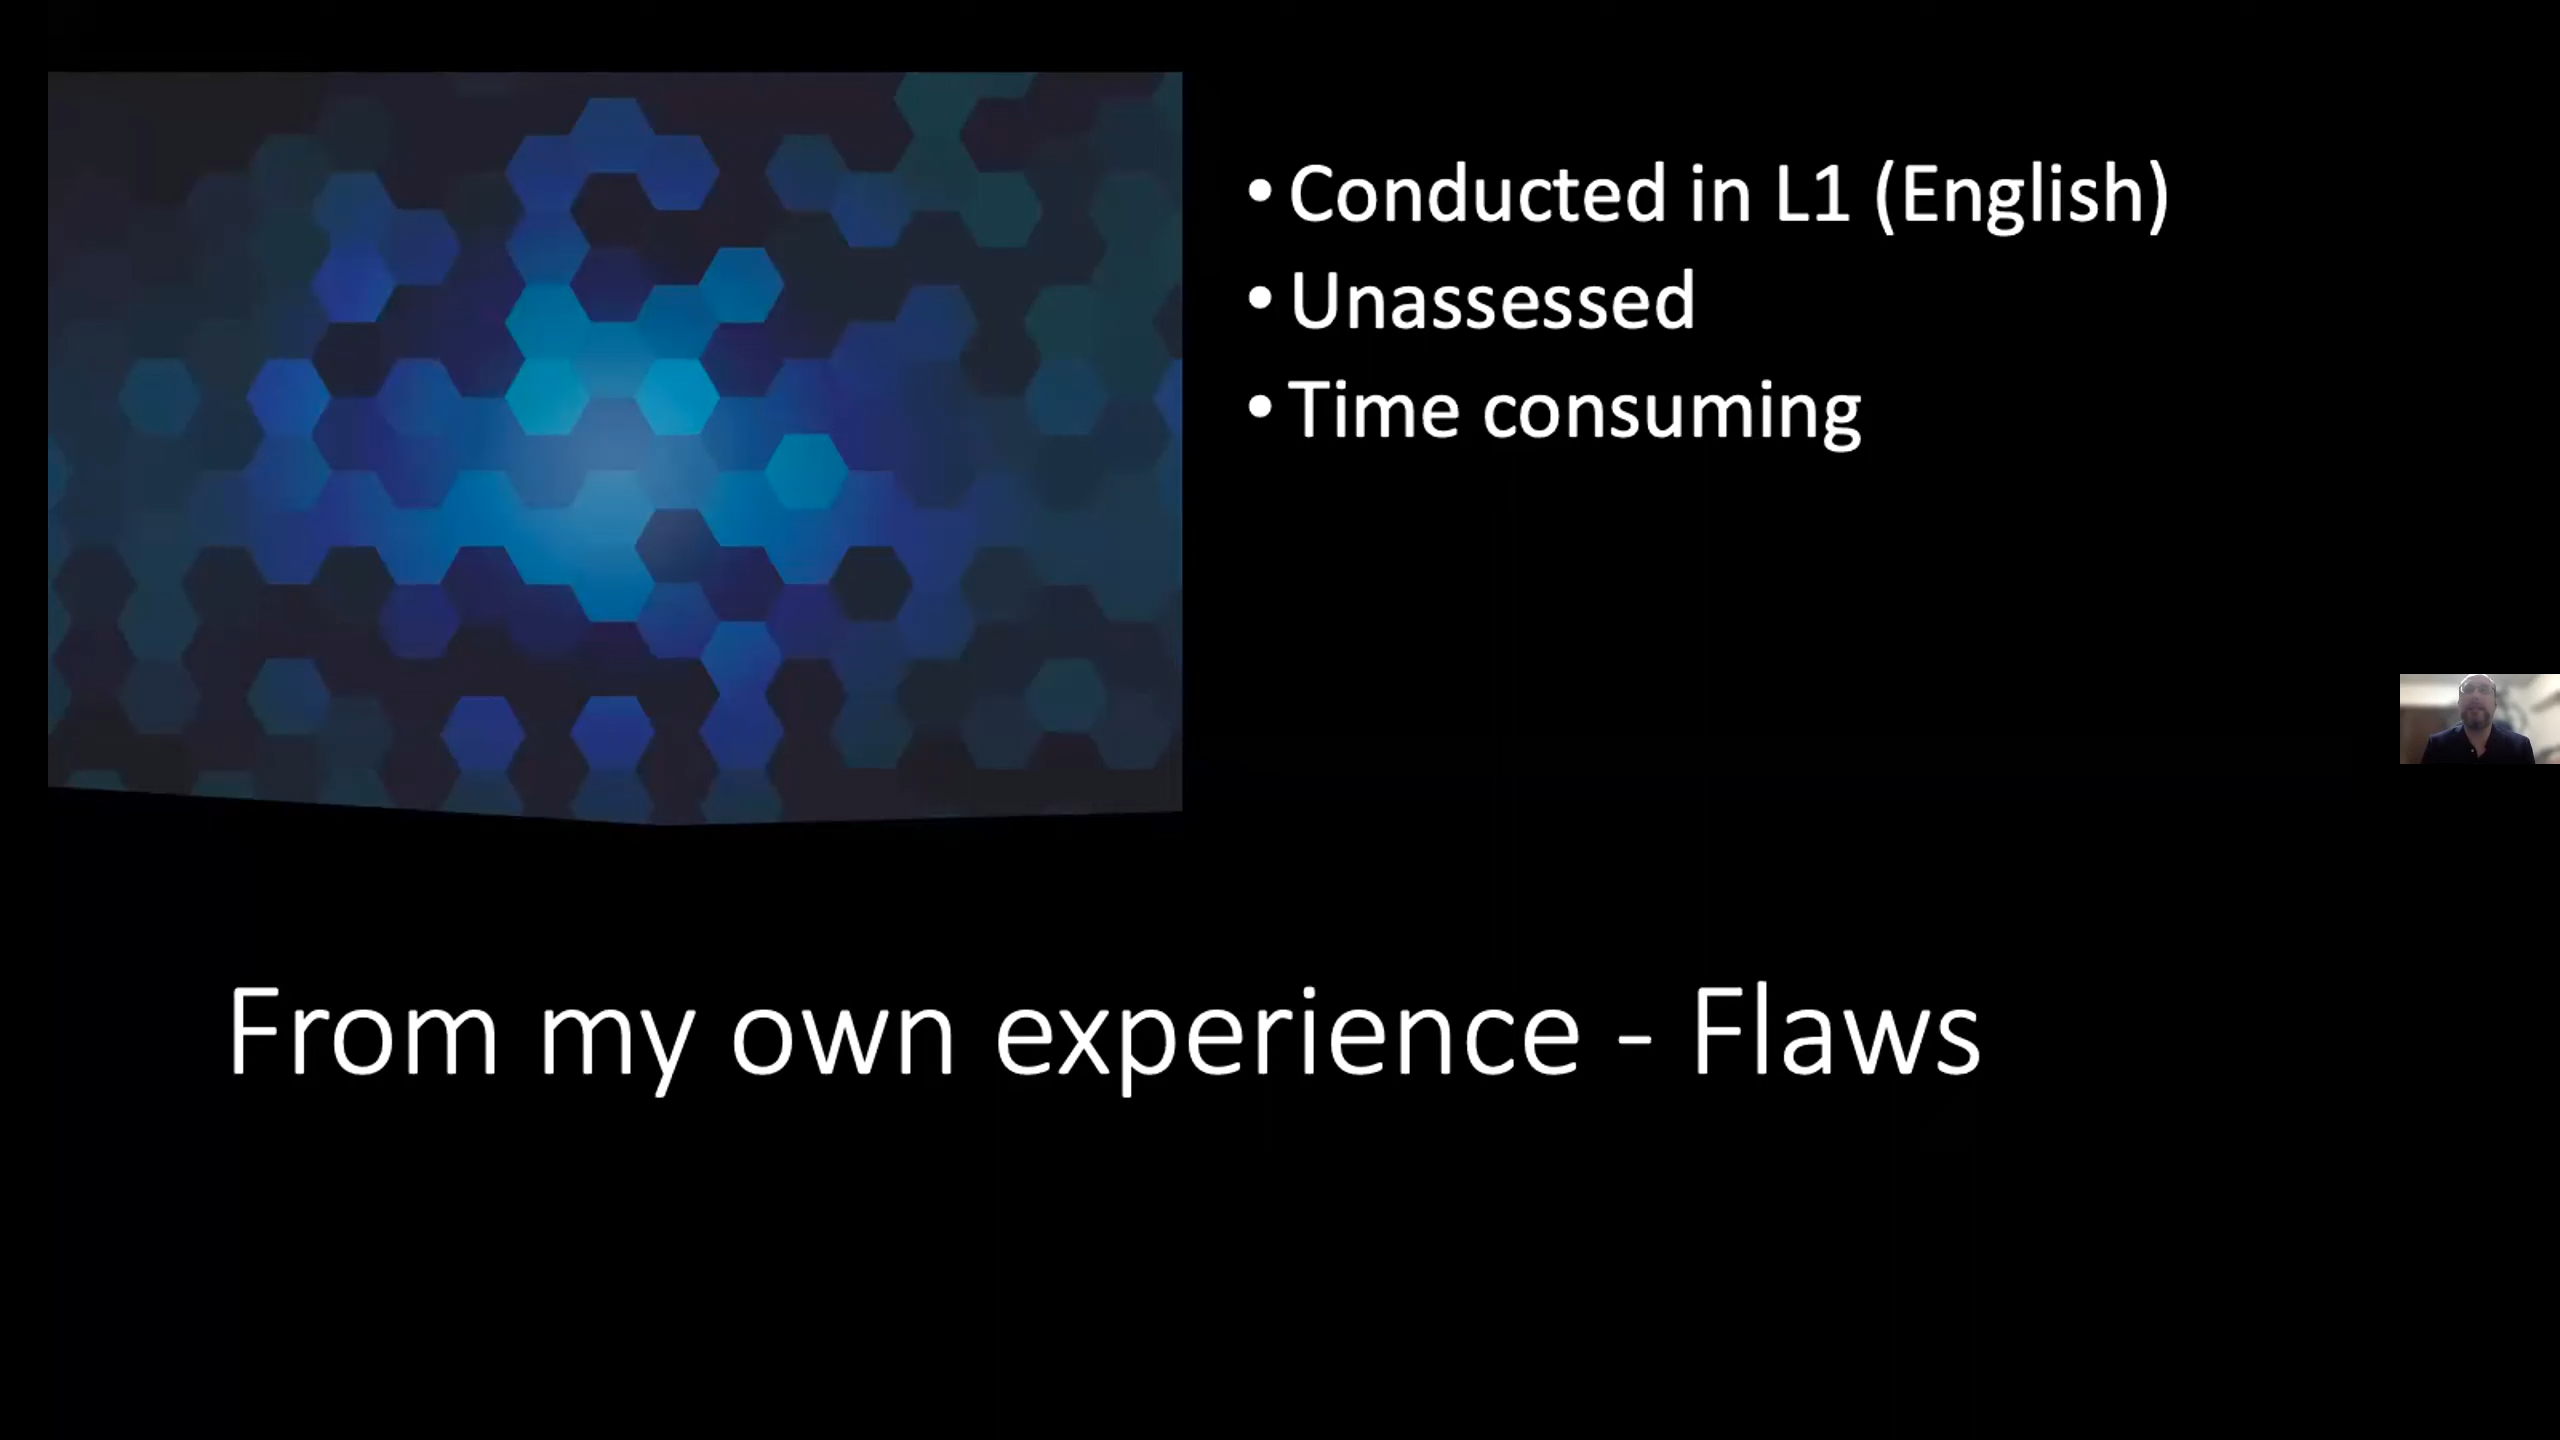 • Conducted in L1 (English)
• Unassessed
• Time consuming
From my own experience - Flaws